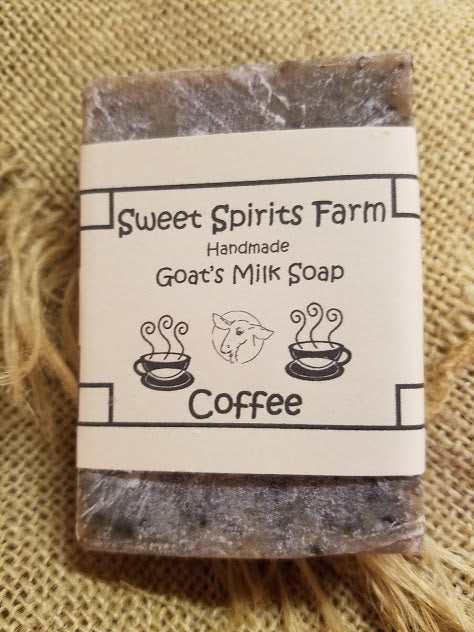 Sweet Spirits Farm
Handmade
Goat's Milk Soap
Coffee